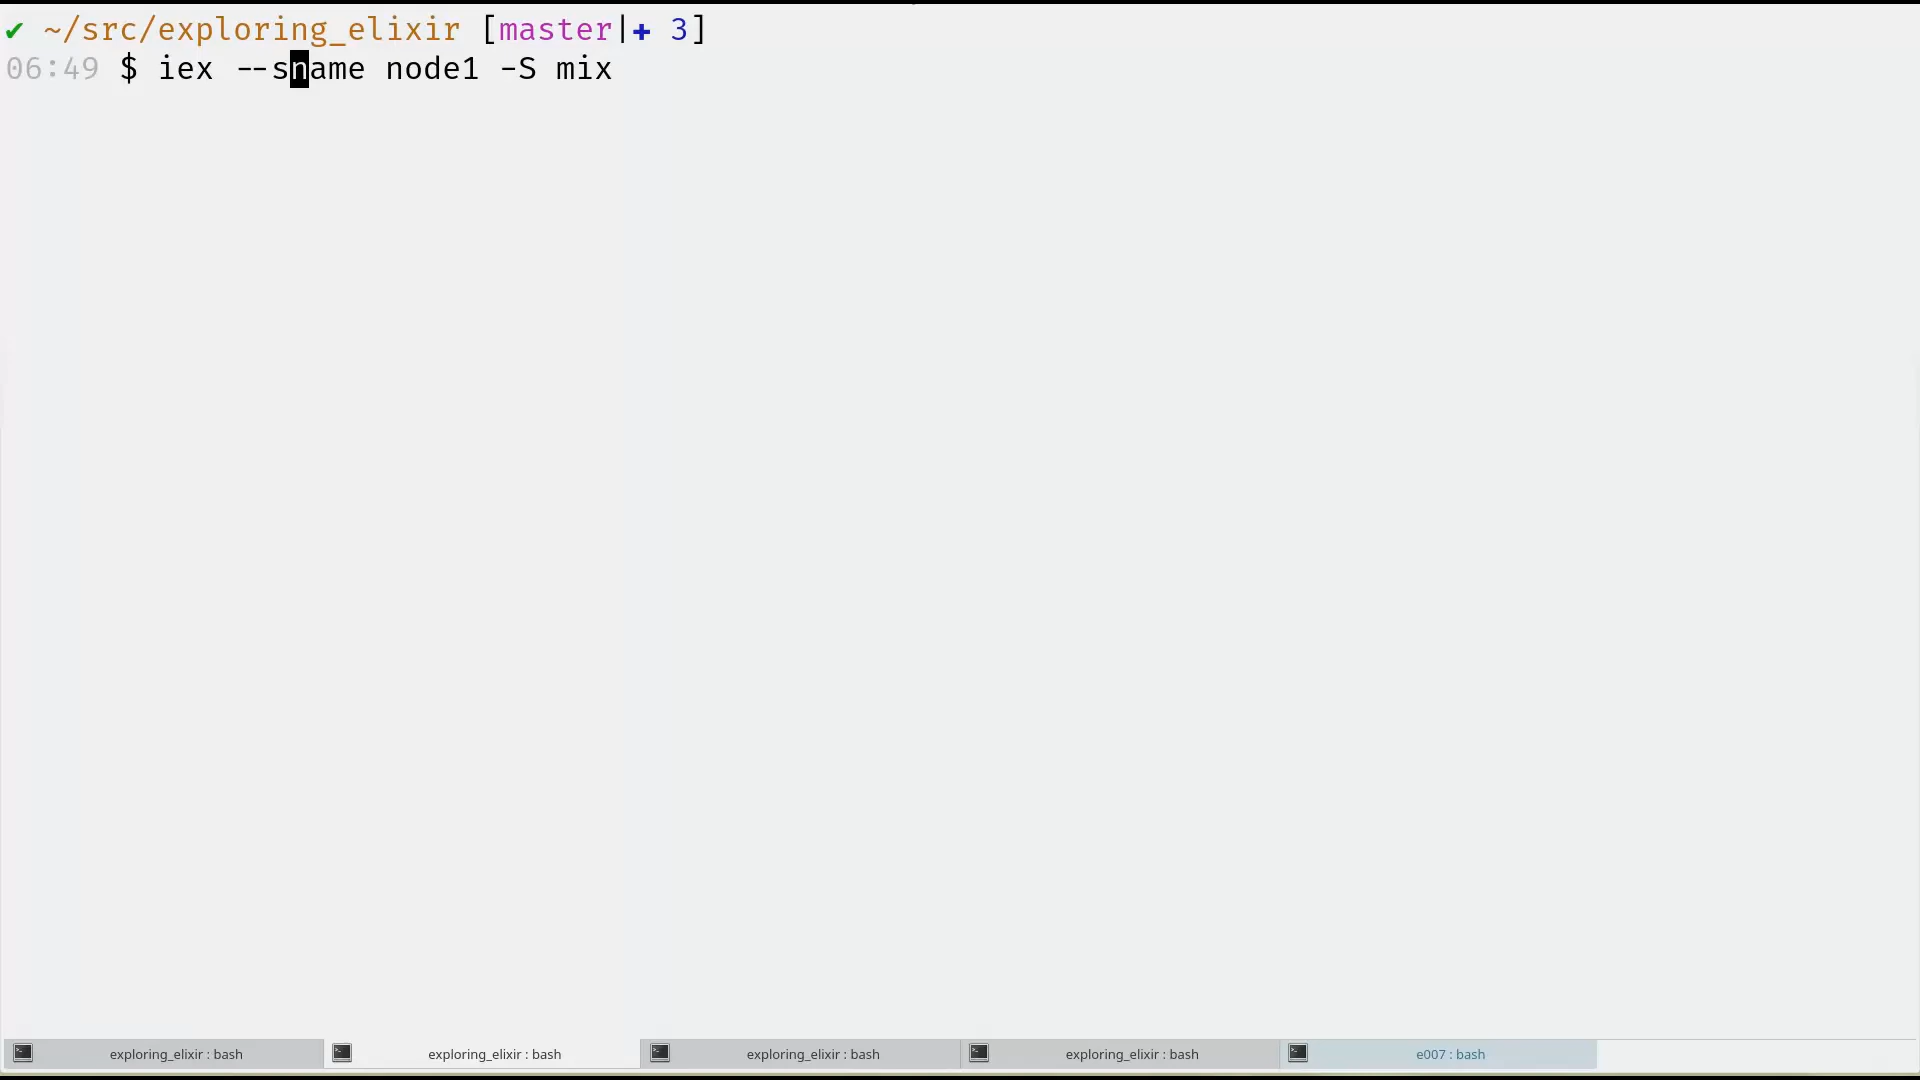 ✔ ~/src/exploring_elixir [master|✚ 3]
06:49 $ iex --sname node1 -S mix
exploring_elixir : bash
exploring_elixir : bash
exploring_elixir : bash
exploring_elixir : bash
e007 : bash